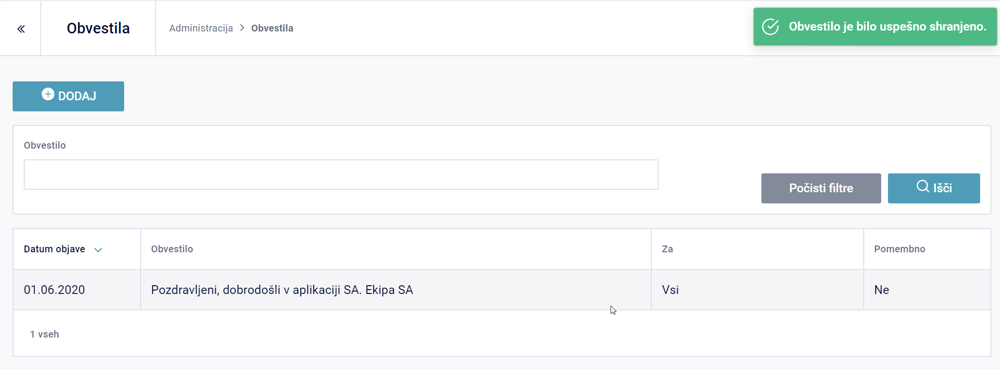 Obvestila
Administracija > Obvestila
Obvestilo je bilo uspešno shranjeno.
DODAJ
Obvestilo
Počisti filtre
Išči
Datum objave Obvestilo Za Pomembno
01.06.2020 Pozdravljeni, dobrodošli v aplikaciji SA. Ekipa SA Vsi Ne
1 vseh